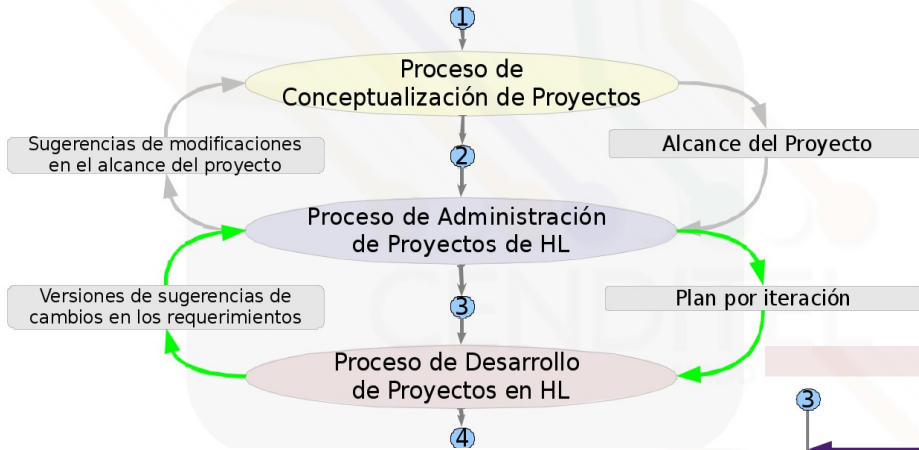 1
Proceso de
Conceptualización de Proyectos
Sugerencias de modificaciones
en el alcance del proyecto
Alcance del Proyecto
2
Proceso de Administración
de Proyectos de HL
Versiones de sugerencias de
cambios en los requerimientos
Plan por iteración
3
CENDITEL
Proceso de Desarrollo
de Proyectos en HL
3
4